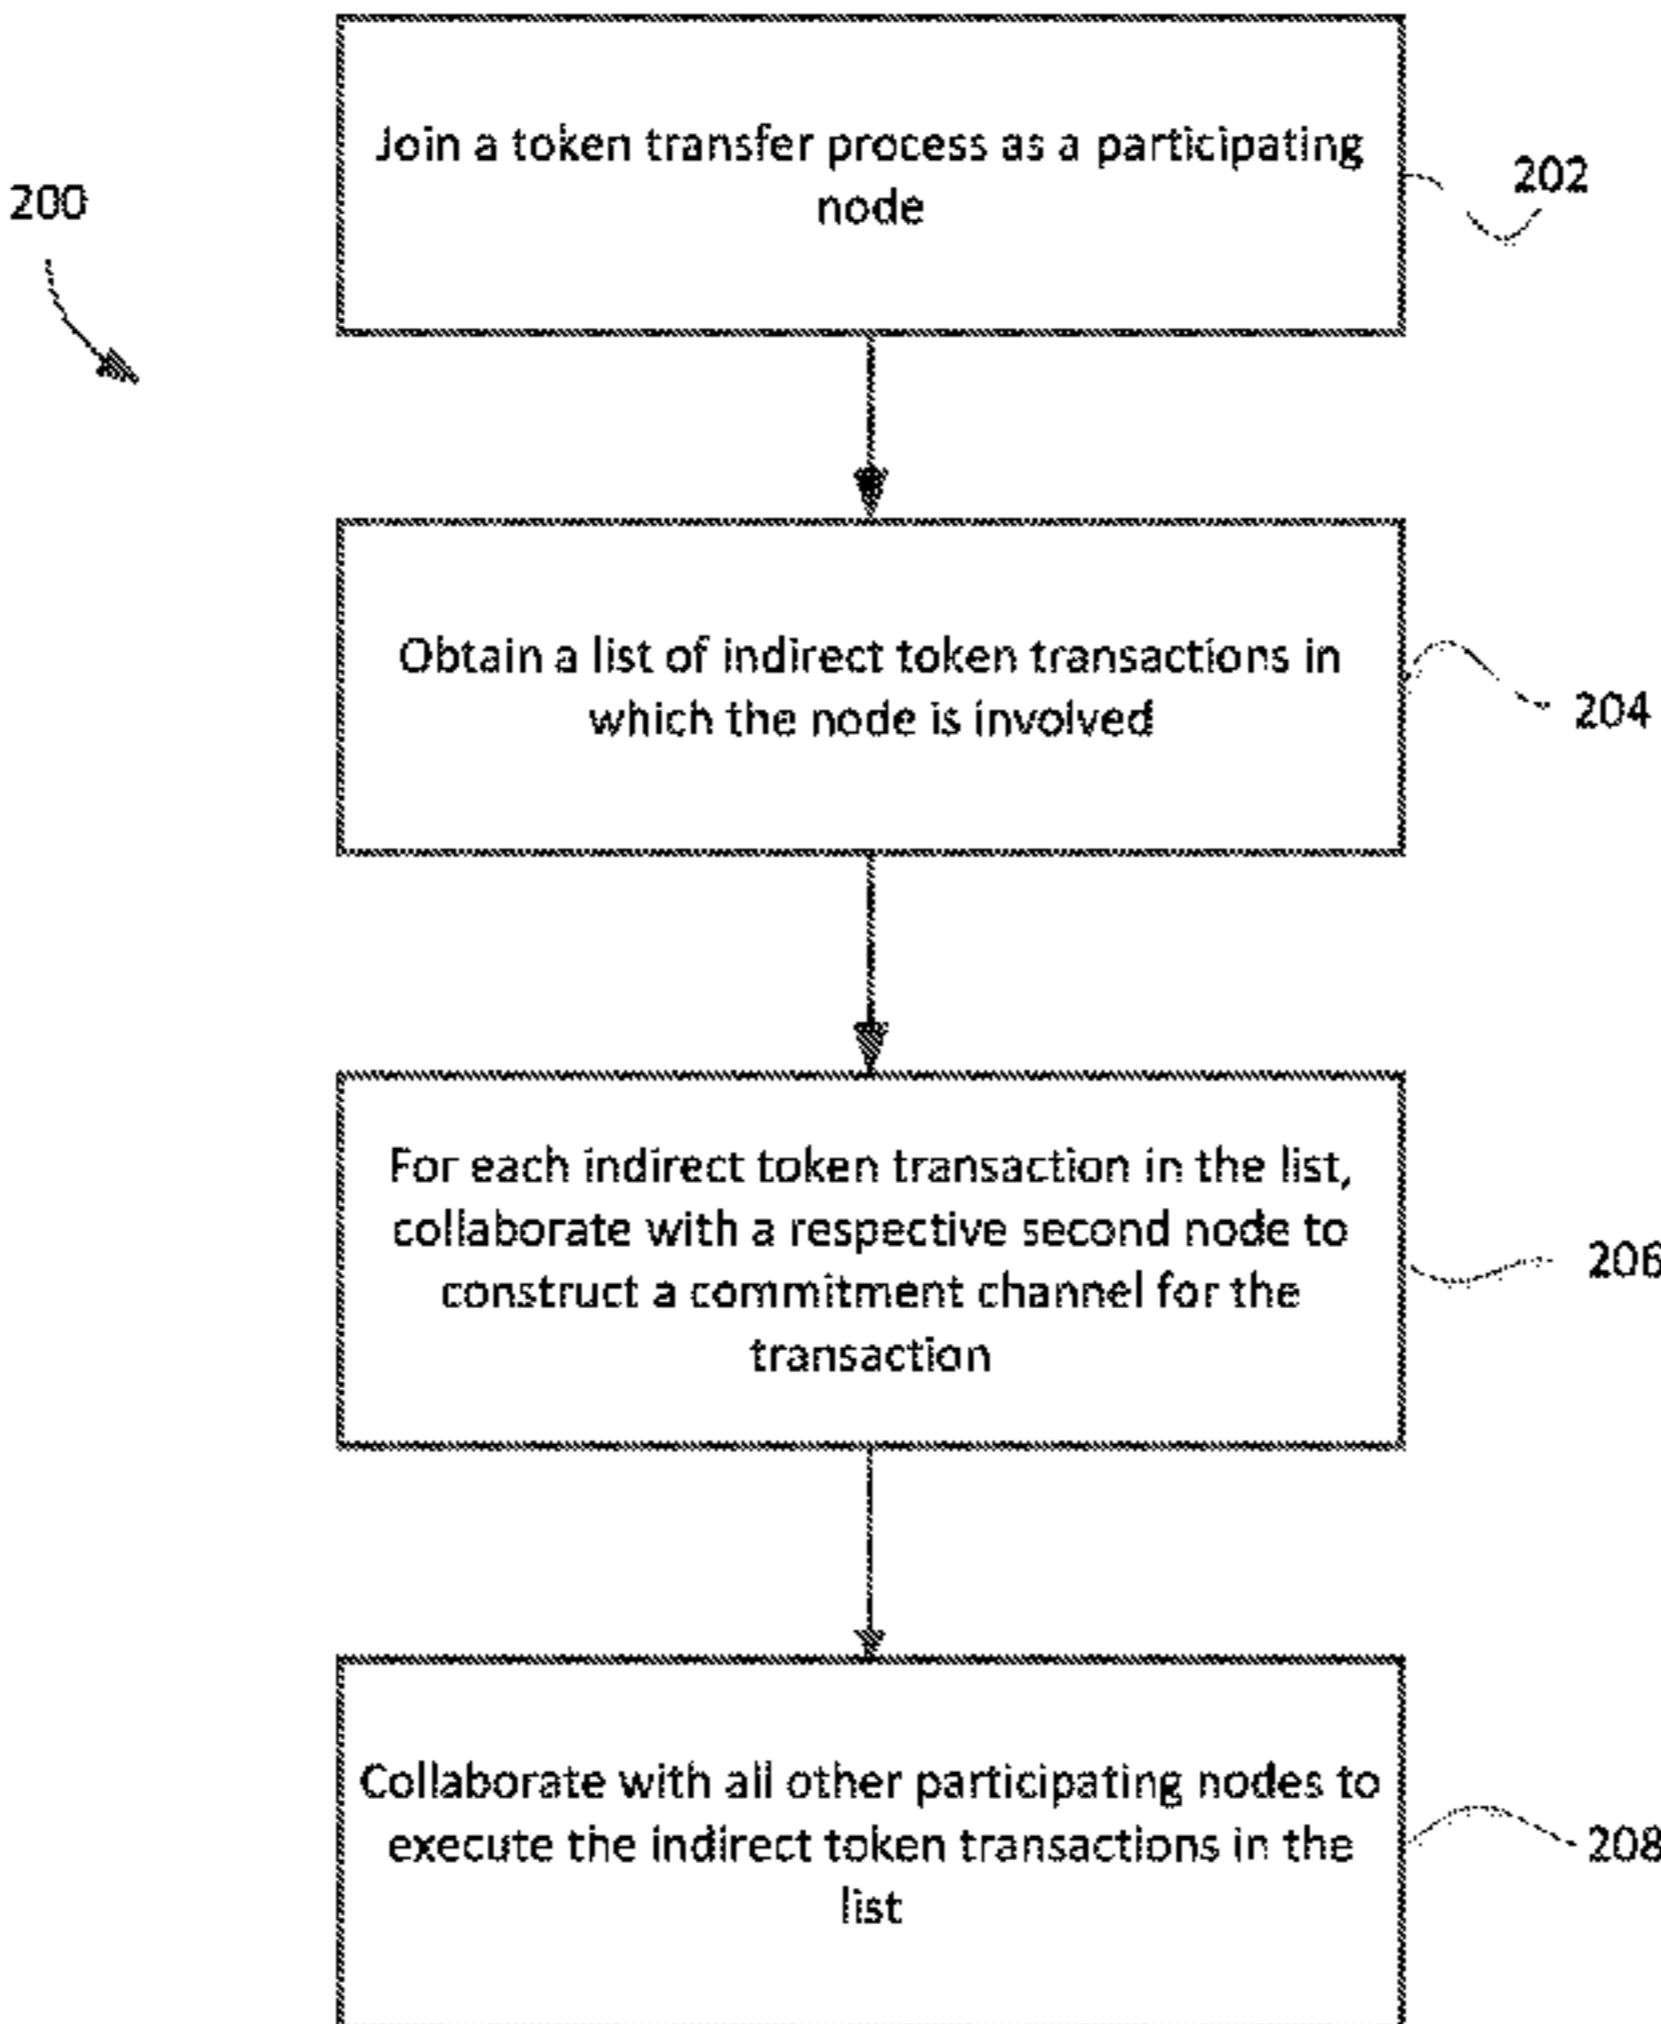 Join a token transfer process as a participating
node
200
202
Obtain a list of indirect token transactions in
which the node is involved
204
For each indirect token transaction in the list,
collaborate with a respective second node to
construct a commitment channel for the
transaction
206
Collaborate with all other participating nodes to
execute the indirect token transactions in the
list
208